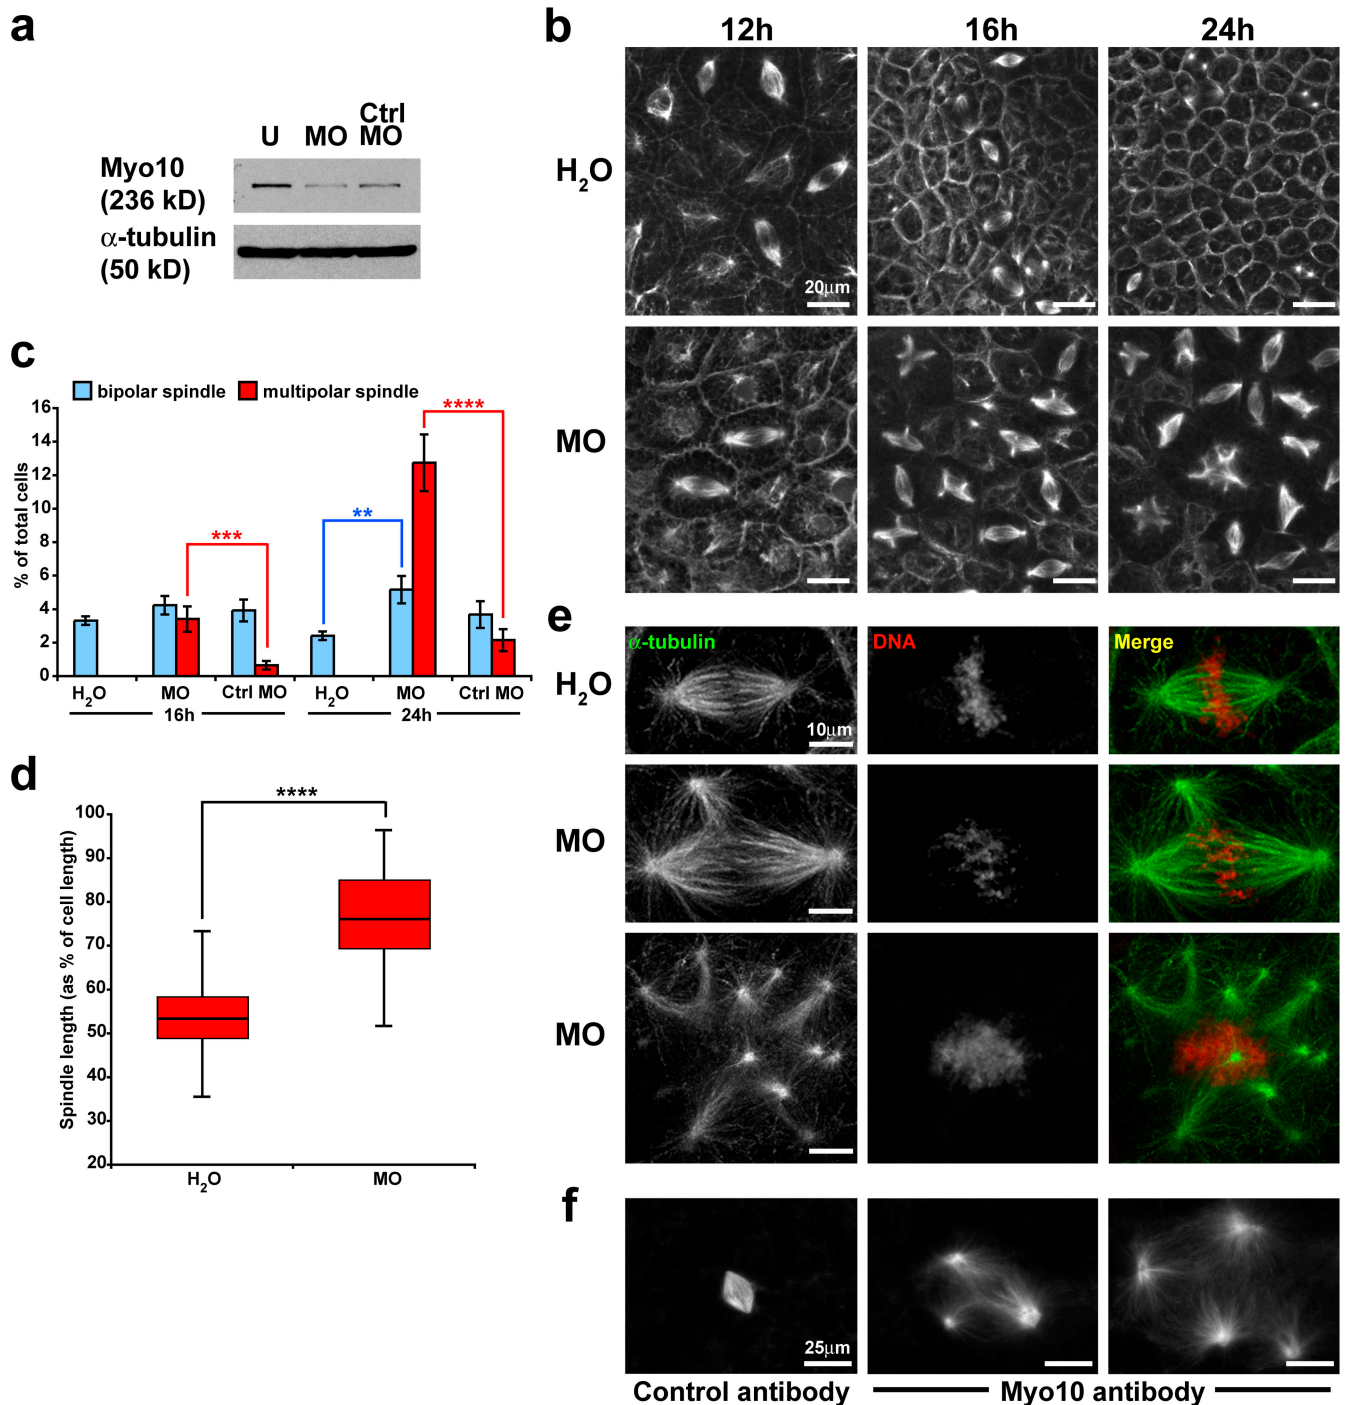 a
U MO Ctrl MO
Myo10 (236 kD)
α-tubulin (50 kD)
b
12h 16h 24h
H2O
20μm
MO
c
bipolar spindle multipolar spindle
% of total cells
16
14
12
10
8
6
4
2
0
***
**
****
H2O MO Ctrl MO H2O MO Ctrl MO
16h 24h
d
Spindle length (as % of cell length)
100
90
80
70
60
50
40
30
20
****
H2O MO
e
α-tubulin DNA Merge
H2O
10μm
MO
MO
f
25μm
Control antibody Myo10 antibody